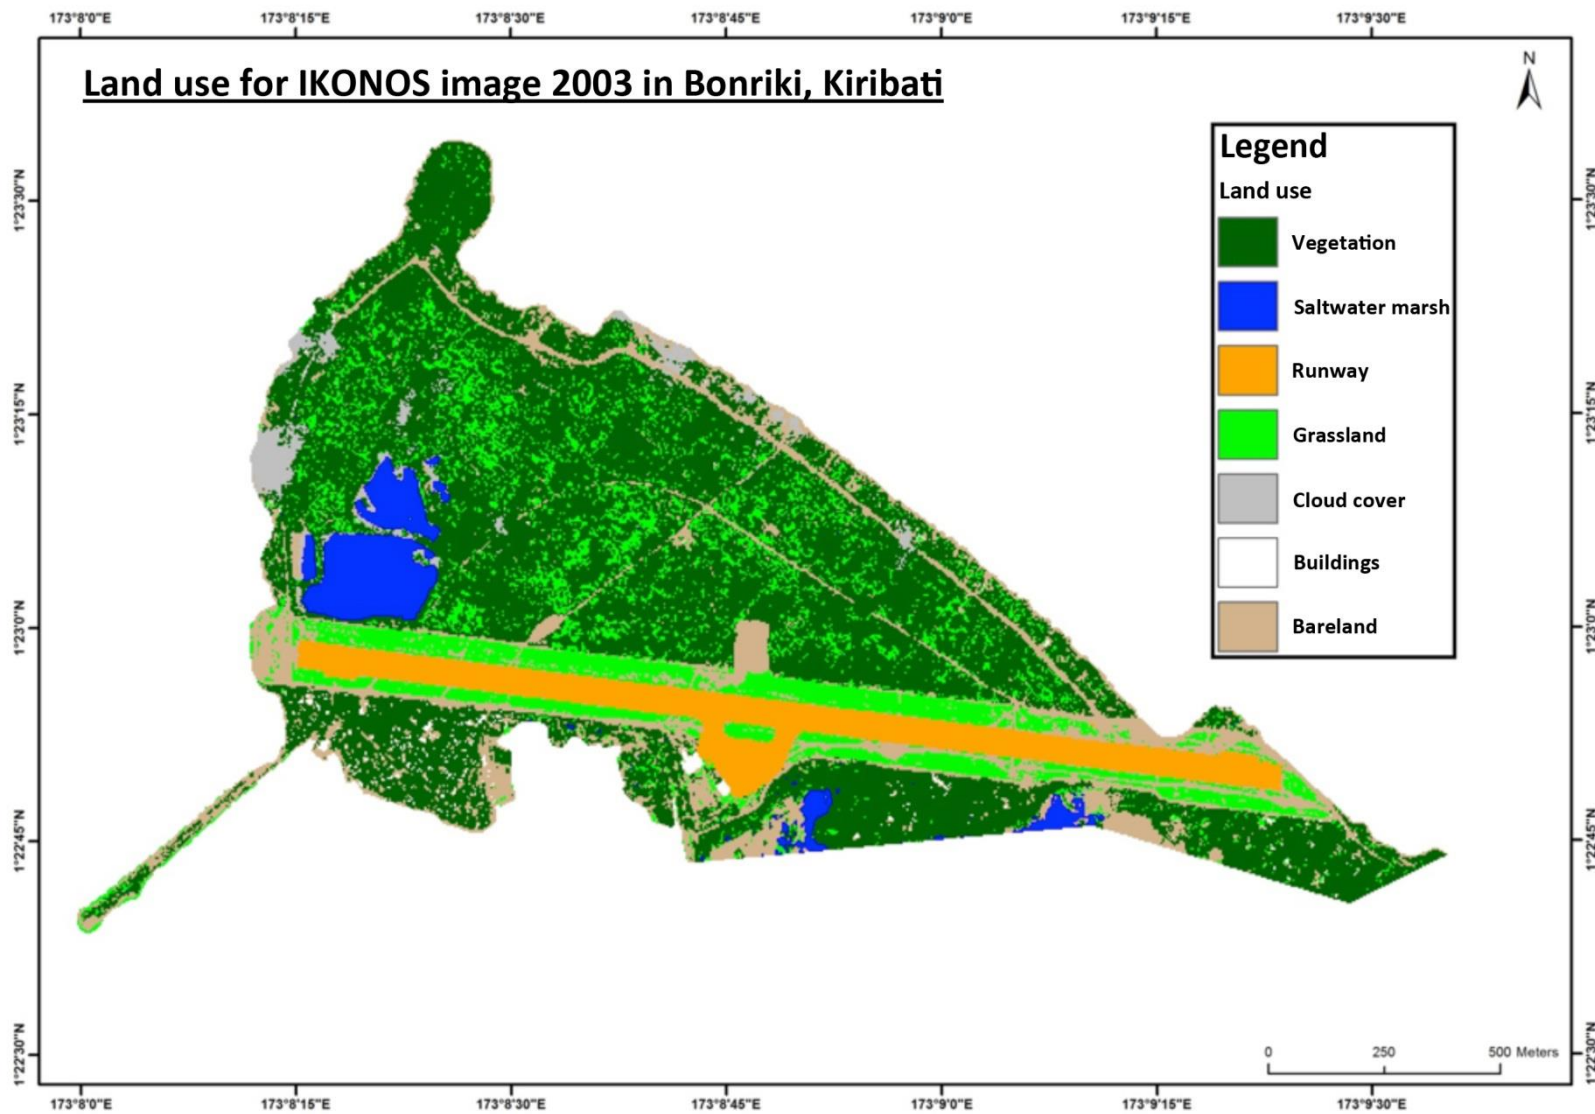 173°8'0"E 173°8'15"E 173°8'30"E 173°8'45"E 173°9'0"E 173°9'15"E 173°9'30"E
Land use for IKONOS image 2003 in Bonriki, Kiribati
N
Legend
Land use
Vegetation
Saltwater marsh
Runway
Grassland
Cloud cover
Buildings
Bareland
1°23'30"N
1°23'15"N
1°23'0"N
1°22'45"N
1°22'30"N
1°23'30"N
1°23'15"N
1°23'0"N
1°22'45"N
1°22'30"N
0 250 500 Meters
173°8'0"E 173°8'15"E 173°8'30"E 173°8'45"E 173°9'0"E 173°9'15"E 173°9'30"E